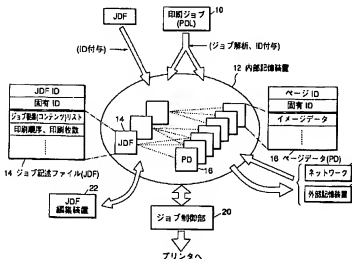 JDF
印刷ジョブ
(PDL)
10
(ID付与)
(ジョブ解析、ID付与)
12 内部記憶装置
JDF ID
固有 ID
ジョブ要素(コンテンツ)リスト
印刷順序、印刷枚数
14 ジョブ記述ファイル(JDF)
14
JDF
PD
16
ページ ID
固有 ID
イメージデータ
16 ページデータ(PD)
22
JDF
編集装置
ネットワーク
外部記憶装置
ジョブ制御部
20
プリンタへ